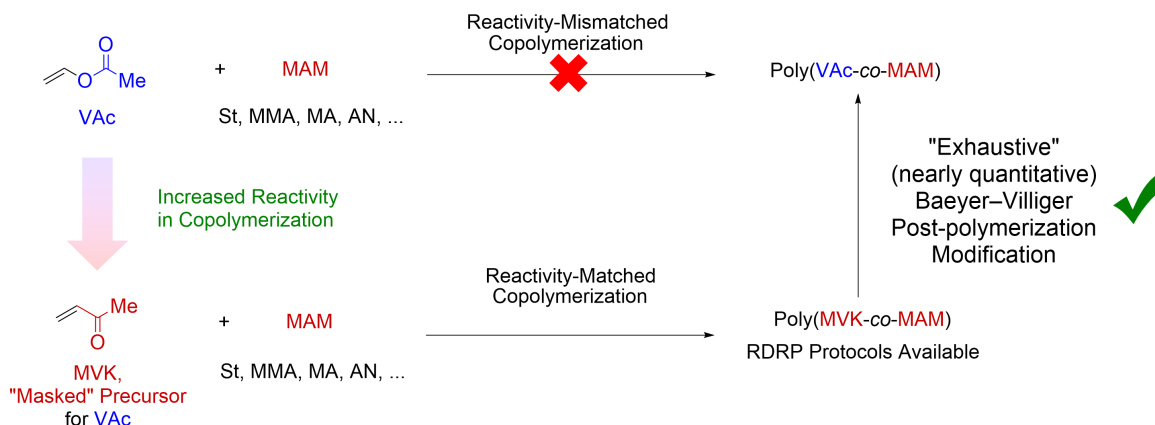 Reactivity-Mismatched
Copolymerization
O
O
Me
VAc
+
MAM
St, MMA, MA, AN, ...
Poly(VAc-co-MAM)
Increased Reactivity
in Copolymerization
"Exhaustive"
(nearly quantitative)
Baeyer–Villiger
Post-polymerization
Modification
Me
O
MVK,
"Masked" Precursor
for VAc
+
MAM
St, MMA, MA, AN, ...
Reactivity-Matched
Copolymerization
Poly(MVK-co-MAM)
RDRP Protocols Available